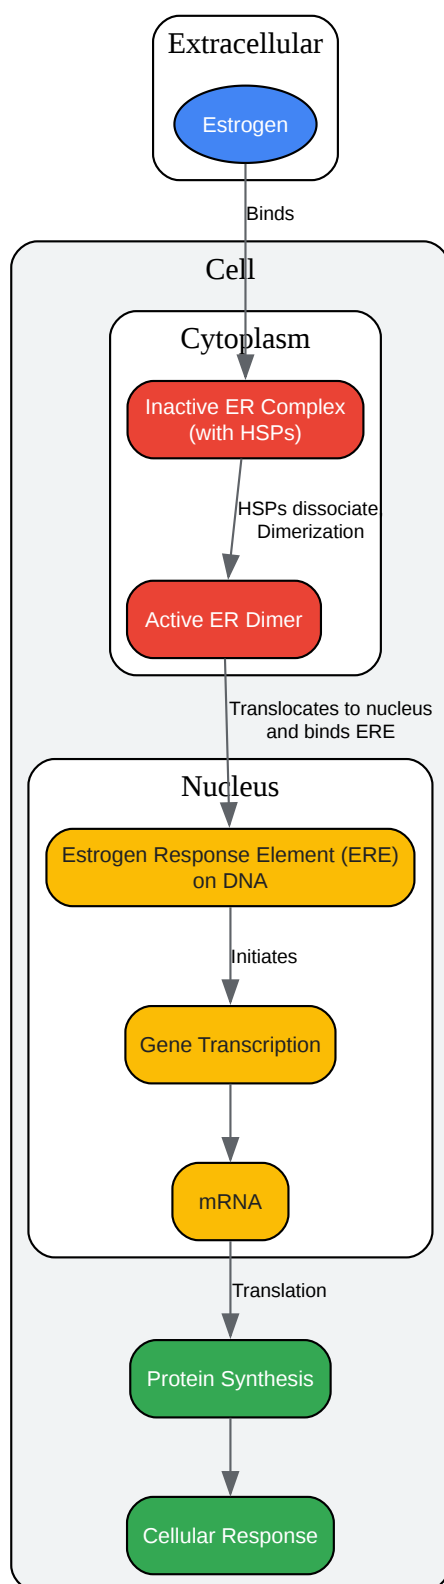 Extracellular
Estrogen
Binds
Cell
Cytoplasm
Inactive ER Complex
(with HSPs)
HSPs dissociate,
Dimerization
Active ER Dimer
Translocates to nucleus
and binds ERE
Nucleus
Estrogen Response Element (ERE)
on DNA
Initiates
Gene Transcription
mRNA
Translation
Protein Synthesis
Cellular Response